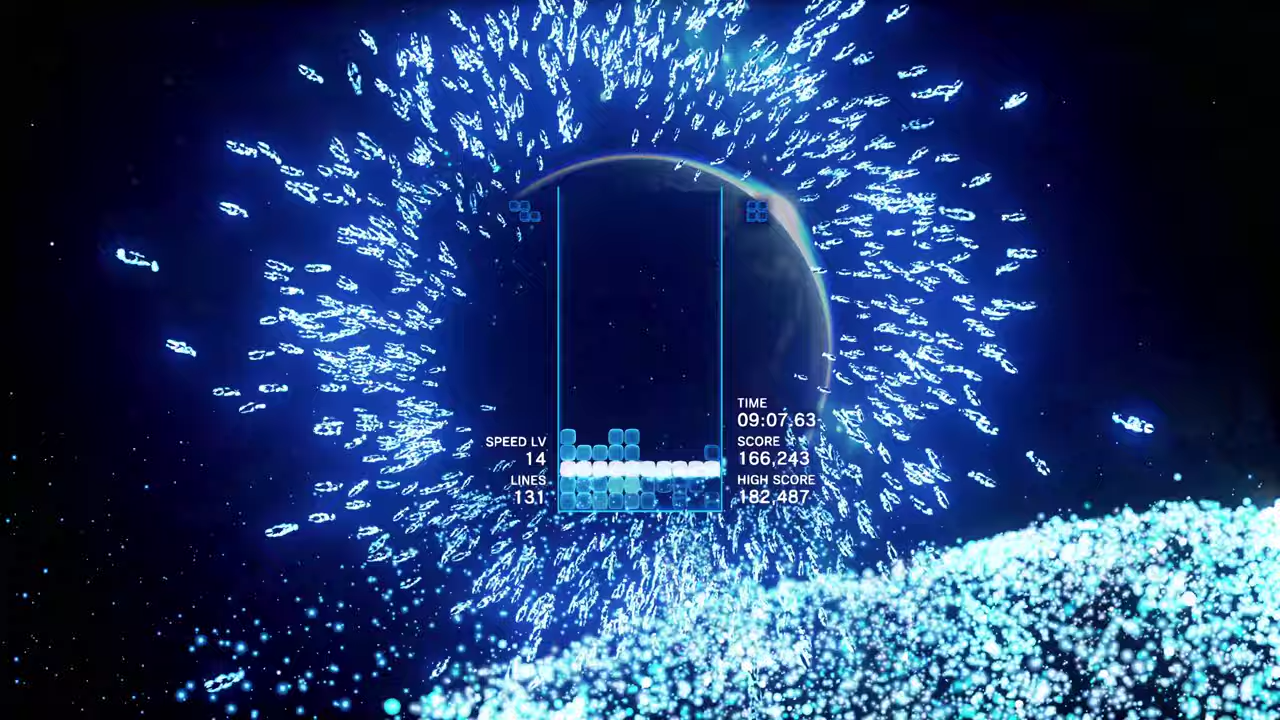 SPEED LV
14
LINES
131
TIME
09:07.63
SCORE
166,243
HIGH SCORE
182,487